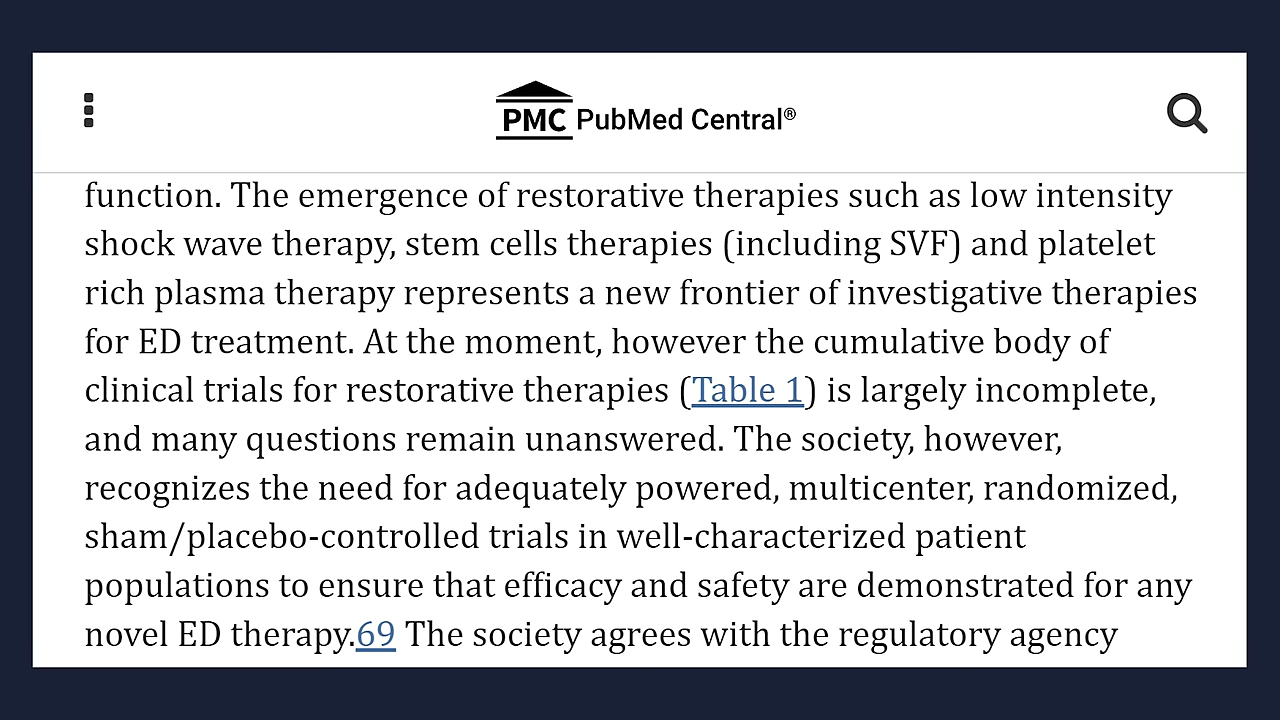 PMC PubMed Central®
function. The emergence of restorative therapies such as low intensity
shock wave therapy, stem cells therapies (including SVF) and platelet
rich plasma therapy represents a new frontier of investigative therapies
for ED treatment. At the moment, however the cumulative body of
clinical trials for restorative therapies (Table 1) is largely incomplete,
and many questions remain unanswered. The society, however,
recognizes the need for adequately powered, multicenter, randomized,
sham/placebo-controlled trials in well-characterized patient
populations to ensure that efficacy and safety are demonstrated for any
novel ED therapy.69 The society agrees with the regulatory agency